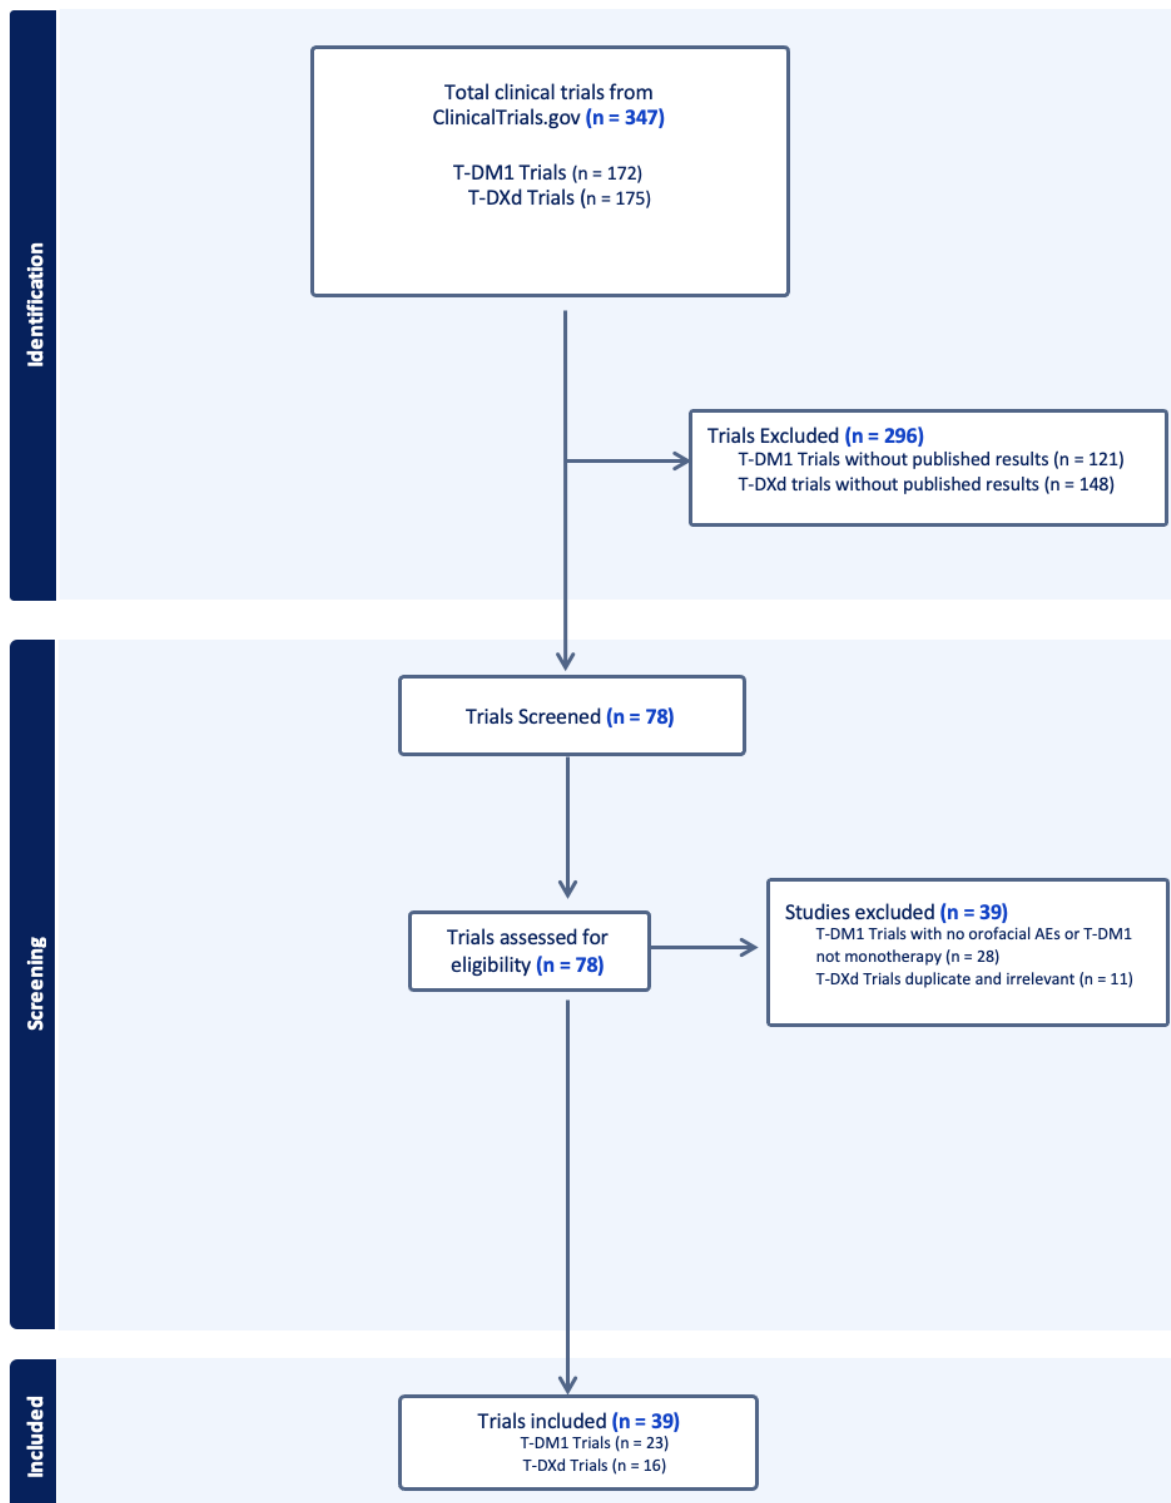 Identification
Total clinical trials from
ClinicalTrials.gov (n = 347)
T-DM1 Trials (n = 172)
T-DXd Trials (n = 175)
Trials Excluded (n = 296)
T-DM1 Trials without published results (n = 121)
T-DXd trials without published results (n = 148)
Screening
Trials Screened (n = 78)
Trials assessed for
eligibility (n = 78)
Studies excluded (n = 39)
T-DM1 Trials with no orofacial AEs or T-DM1
not monotherapy (n = 28)
T-DXd Trials duplicate and irrelevant (n = 11)
Included
Trials included (n = 39)
T-DM1 Trials (n = 23)
T-DXd Trials (n = 16)